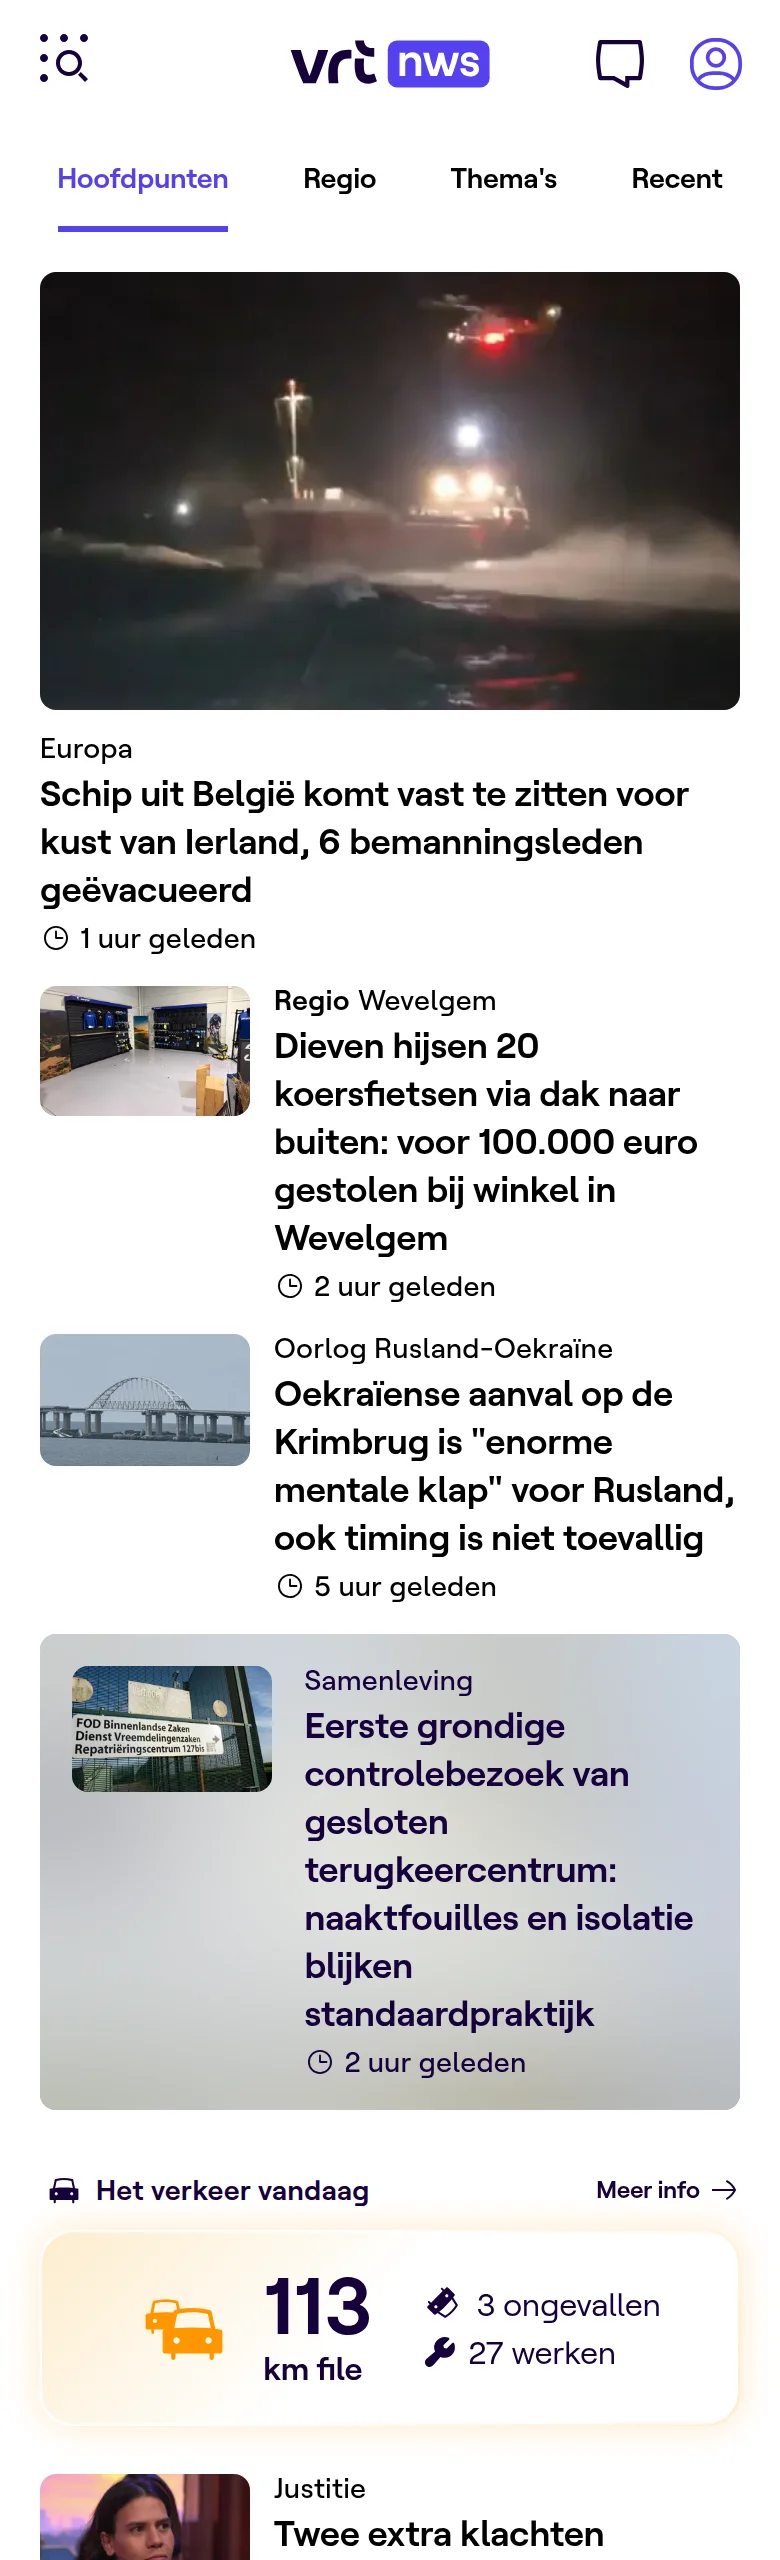 vrt nws
Hoofdpunten Regio Thema's Recent
Europa
Schip uit België komt vast te zitten voor
kust van Ierland, 6 bemanningsleden
geëvacueerd
1 uur geleden
Regio Wevelgem
Dieven hijsen 20
koersfietsen via dak naar
buiten: voor 100.000 euro
gestolen bij winkel in
Wevelgem
2 uur geleden
Oorlog Rusland-Oekraïne
Oekraïense aanval op de
Krimbrug is "enorme
mentale klap" voor Rusland,
ook timing is niet toevallig
5 uur geleden
FOD Binnenlandse Zaken
Dienst Vreemdelingenzaken
Repatriëringscentrum 127bis
Samenleving
Eerste grondige
controlebezoek van
gesloten
terugkeercentrum:
naaktfouilles en isolatie
blijken
standaardpraktijk
2 uur geleden
Het verkeer vandaag
Meer info
113
km file
3 ongevallen
27 werken
Justitie
Twee extra klachten